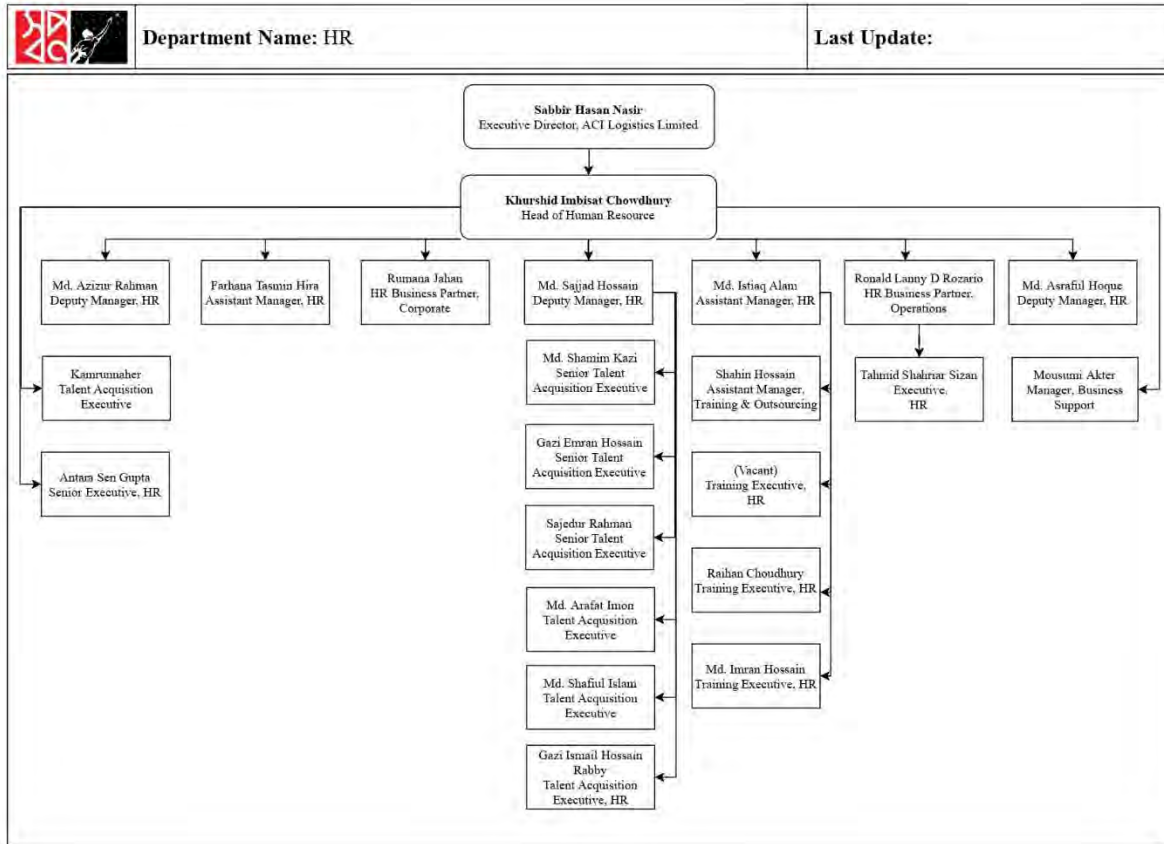 সদাণ
Department Name: HR
Last Update:
Sabbir Hasan Nasir
Executive Director, ACI Logistics Limited
Khurshid Imbisat Chowdhury
Head of Human Resource
Md. Azizur Rahman
Deputy Manager, HR
Farhana Tasmin Hira
Assistant Manager, HR
Rumana Jahan
HR Business Partner,
Corporate
Md. Sajjad Hossain
Deputy Manager, HR
Md. Istiaq Alam
Assistant Manager, HR
Ronald Lanny D Rozario
HR Business Partner.
Operations
Md. Asrafiul Hoque
Deputy Manager, HR
Kamrunnaher
Talent Acquisition
Executive
Md. Shamim Kazi
Senior Talent
Acquisition Executive
Shahin Hossain
Assistant Manager,
Training & Outsourcing
Tahmid Shahriar Sizan
Executive.
HR
Mousumi Akter
Manager, Business
Support
Antara Sen Gupta
Senior Executive, HR
Gazi Emran Hossain
Senior Talent
Acquisition Executive
(Vacant)
Training Executive,
HR
Sajedur Rahman
Senior Talent
Acquisition Executive
Raihan Choudhury
Training Executive, HR
Md. Arafat Imon
Talent Acquisition
Executive
Md. Imran Hossain
Training Executive, HR
Md. Shafiul Islam
Talent Acquisition
Executive
Gazi Ismail Hossain
Rabby
Talent Acquisition
Executive, HR